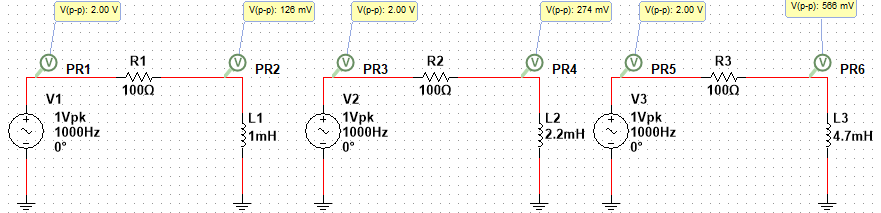 V(p-p): 2.00 V
V(p-p): 126 mV
V(p-p): 2.00 V
V(p-p): 274 mV
V(p-p): 2.00 V
V(p-p): 566 mV
V
PR1
R1
100Ω
V
PR2
V
PR3
R2
100Ω
V
PR4
V
PR5
R3
100Ω
V
PR6
V1
1Vpk
1000Hz
0°
L1
1mH
V2
1Vpk
1000Hz
0°
L2
2.2mH
V3
1Vpk
1000Hz
0°
L3
4.7mH